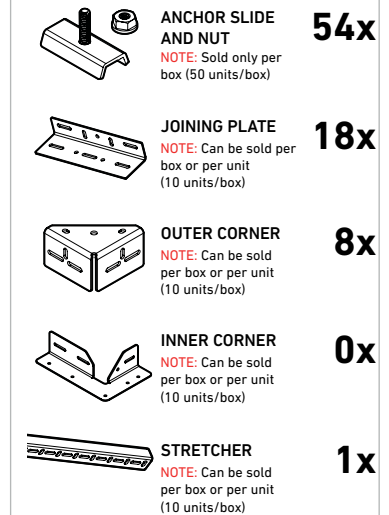 ANCHOR SLIDE
AND NUT
NOTE: Sold only per
box (50 units/box)
54x
JOINING PLATE
NOTE: Can be sold per
box or per unit
(10 units/box)
18x
OUTER CORNER
NOTE: Can be sold
per box or per unit
(10 units/box)
8x
INNER CORNER
NOTE: Can be sold
per box or per unit
(10 units/box)
0x
STRETCHER
NOTE: Can be sold
per box or per unit
(10 units/box)
1x